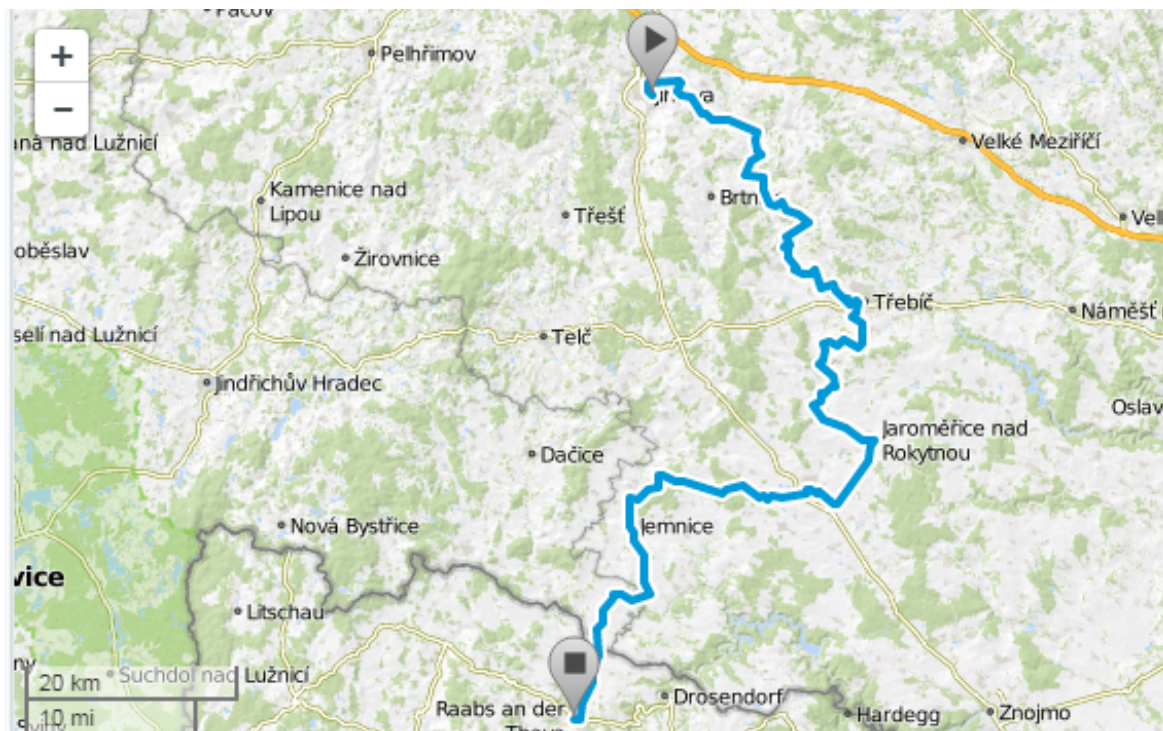 Pacov
+
Pelhřimov
−
Velké Meziříčí
aná nad Lužnicí
Kamenice nad
Lipou
Brtn
Třešť
Vel
oběslav
Žirovnice
Třebíč
Náměšť
selí nad Lužnicí
Telč
Jindřichův Hradec
Oslav
Jaroměřice nad
Rokytnou
Dačice
Nová Bystřice
Jemnice
vice
Litschau
20 km
Suchdol nad Lužnicí
Drosendorf
Raabs an der
10 mi
Hardegg
Znojmo